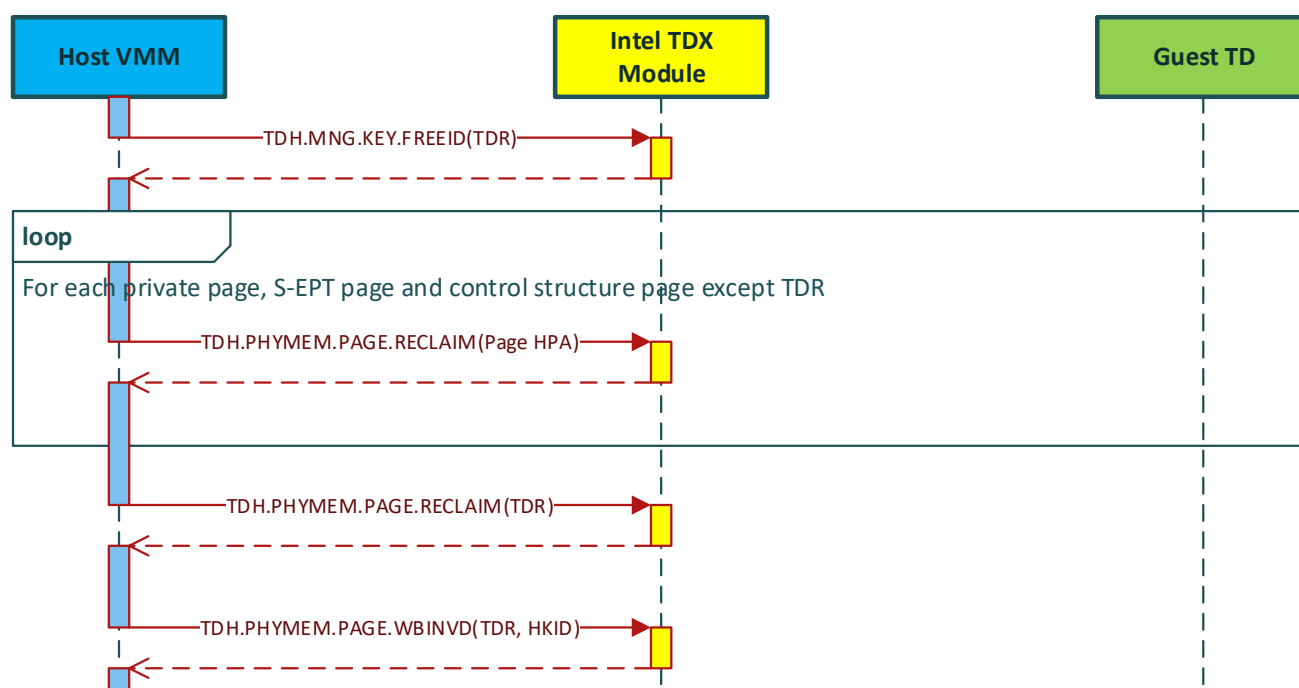 Host VMM
Intel TDX
Module
Guest TD
TDH.MNG.KEY.FREEID(TDR)
loop
For each private page, S-EPT page and control structure page except TDR
TDH.PHYMEM.PAGE.RECLAIM(Page HPA)
TDH.PHYMEM.PAGE.RECLAIM(TDR)
TDH.PHYMEM.PAGE.WBINVD(TDR, HKID)